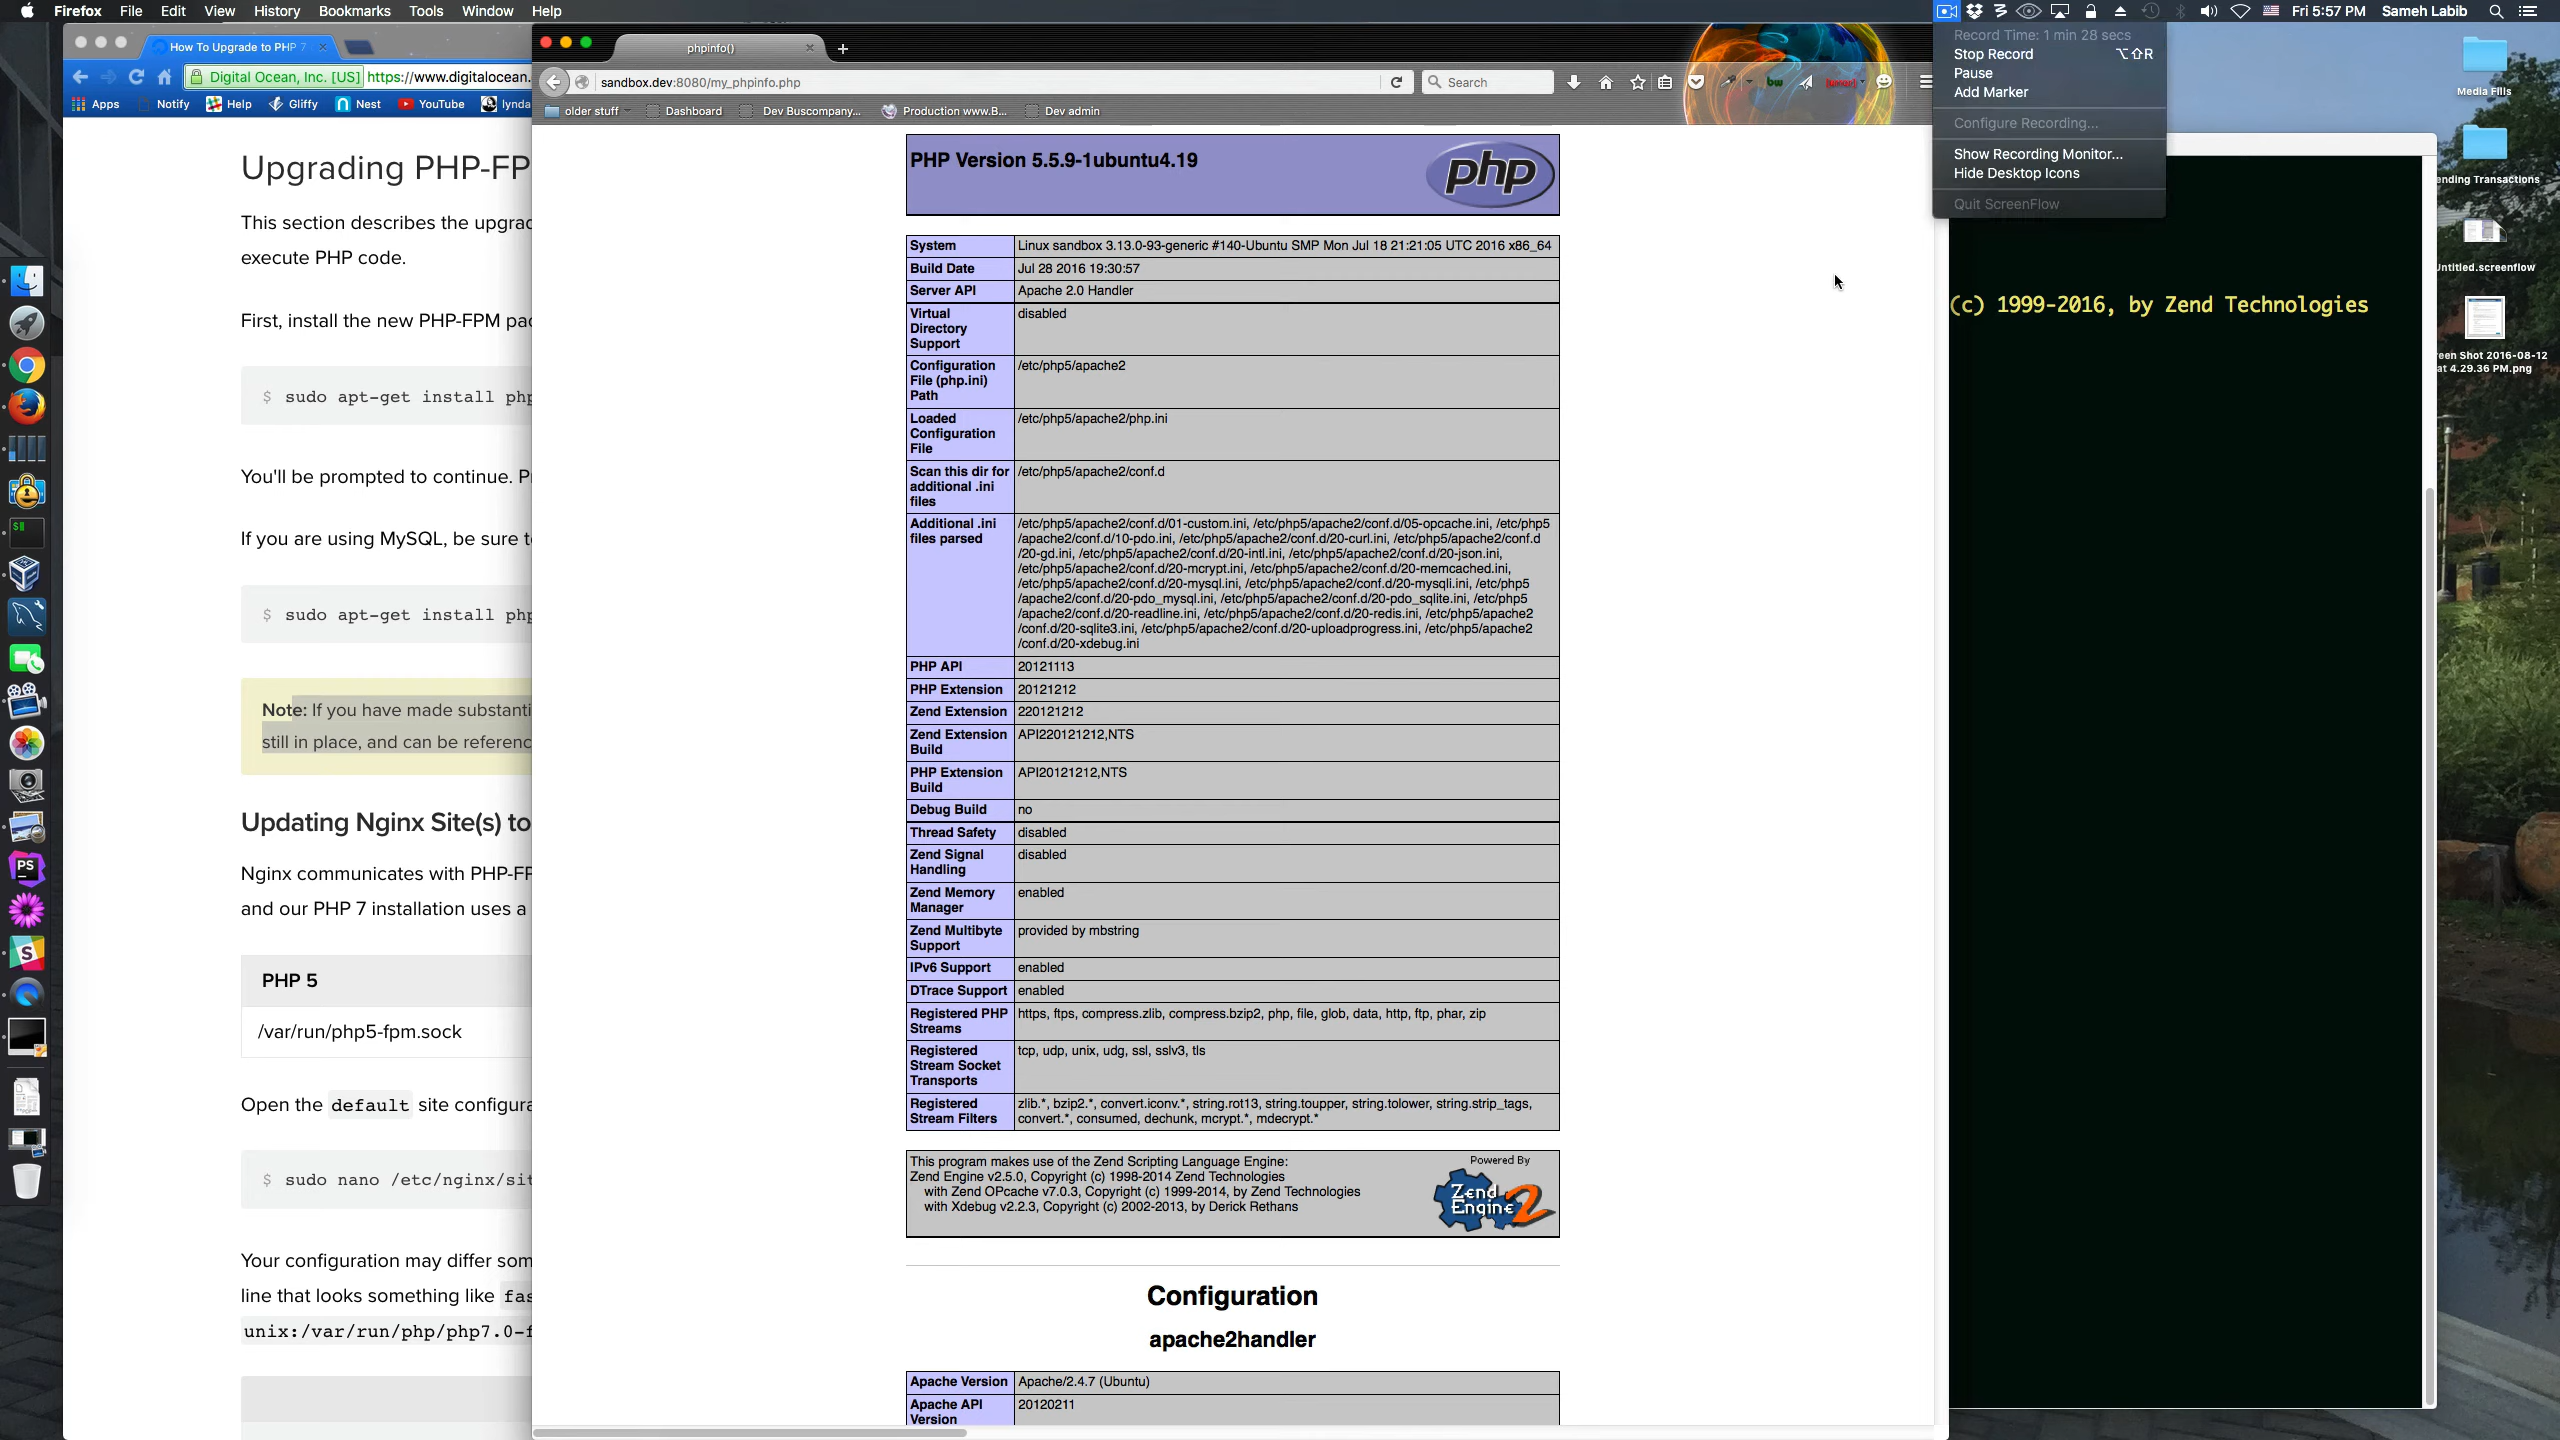 Firefox File Edit View History Bookmarks Tools Window Help
Fri 5:57 PM Sameh Labib
How To Upgrade to PHP 7
Digital Ocean, Inc. [US] https://www.digitalocean.
Apps Notify Help Gliffy Nest YouTube lynda
Upgrading PHP-FP
This section describes the upgrad
execute PHP code.
First, install the new PHP-FPM pac
$ sudo apt-get install php
You'll be prompted to continue. Pr
If you are using MySQL, be sure to
$ sudo apt-get install php
Note: If you have made substanti
still in place, and can be referenc
Updating Nginx Site(s) to
Nginx communicates with PHP-FP
and our PHP 7 installation uses a
PHP 5
/var/run/php5-fpm.sock
Open the default site configura
$ sudo nano /etc/nginx/sit
Your configuration may differ som
line that looks something like fas
unix:/var/run/php/php7.0-f
phpinfo()
sandbox.dev:8080/my_phpinfo.php
Search
older stuff Dashboard Dev Buscompany... Production www.B... Dev admin
PHP Version 5.5.9-1ubuntu4.19
php
System Linux sandbox 3.13.0-93-generic #140-Ubuntu SMP Mon Jul 18 21:21:05 UTC 2016 x86_64
Build Date Jul 28 2016 19:30:57
Server API Apache 2.0 Handler
Virtual disabled
Directory
Support
Configuration /etc/php5/apache2
File (php.ini)
Path
Loaded /etc/php5/apache2/php.ini
Configuration
File
Scan this dir for /etc/php5/apache2/conf.d
additional .ini
files
Additional .ini /etc/php5/apache2/conf.d/01-custom.ini, /etc/php5/apache2/conf.d/05-opcache.ini, /etc/php5
files parsed /apache2/conf.d/10-pdo.ini, /etc/php5/apache2/conf.d/20-curl.ini, /etc/php5/apache2/conf.d
/20-gd.ini, /etc/php5/apache2/conf.d/20-intl.ini, /etc/php5/apache2/conf.d/20-json.ini,
/etc/php5/apache2/conf.d/20-mcrypt.ini, /etc/php5/apache2/conf.d/20-memcached.ini,
/etc/php5/apache2/conf.d/20-mysql.ini, /etc/php5/apache2/conf.d/20-mysqli.ini, /etc/php5
/apache2/conf.d/20-pdo_mysql.ini, /etc/php5/apache2/conf.d/20-pdo_sqlite.ini, /etc/php5
/apache2/conf.d/20-readline.ini, /etc/php5/apache2/conf.d/20-redis.ini, /etc/php5/apache2
/conf.d/20-sqlite3.ini, /etc/php5/apache2/conf.d/20-uploadprogress.ini, /etc/php5/apache2
/conf.d/20-xdebug.ini
PHP API 20121113
PHP Extension 20121212
Zend Extension 220121212
Zend Extension API220121212,NTS
Build
PHP Extension API20121212,NTS
Build
Debug Build no
Thread Safety disabled
Zend Signal disabled
Handling
Zend Memory enabled
Manager
Zend Multibyte provided by mbstring
Support
IPv6 Support enabled
DTrace Support enabled
Registered PHP https, ftps, compress.zlib, compress.bzip2, php, file, glob, data, http, ftp, phar, zip
Streams
Registered tcp, udp, unix, udg, ssl, sslv3, tls
Stream Socket
Transports
Registered zlib.*, bzip2.*, convert.iconv.*, string.rot13, string.toupper, string.tolower, string.strip_tags,
Stream Filters convert.*, consumed, dechunk, mcrypt.*, mdecrypt.*
This program makes use of the Zend Scripting Language Engine:
Zend Engine v2.5.0, Copyright (c) 1998-2014 Zend Technologies
with Zend OPcache v7.0.3, Copyright (c) 1999-2014, by Zend Technologies
with Xdebug v2.2.3, Copyright (c) 2002-2013, by Derick Rethans
Powered By
Zend
Engine 2
Configuration
apache2handler
Apache Version Apache/2.4.7 (Ubuntu)
Apache API 20120211
Version
Record Time: 1 min 28 secs
Stop Record ⌥⇧R
Pause
Add Marker
Configure Recording...
Show Recording Monitor...
Hide Desktop Icons
Quit ScreenFlow
(c) 1999-2016, by Zend Technologies
Media FIlls
ending Transactions
Untitled.screenflow
een Shot 2016-08-12
at 4.29.36 PM.png
PS